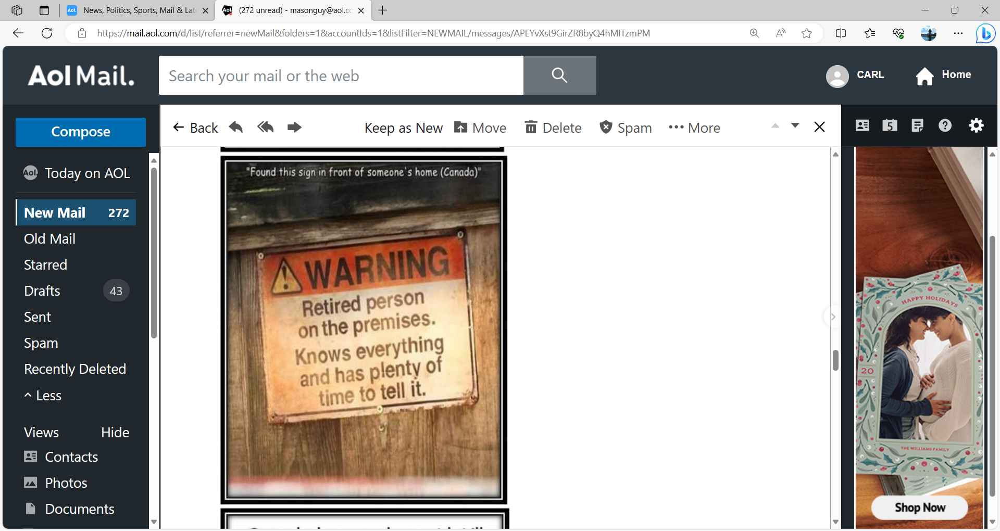 News, Politics, Sports, Mail & Lat
(272 unread) - masonguy@aol.cc
https://mail.aol.com/d/list/referrer=newMail&folders=1&accountIds=1&listFilter=NEWMAIL/messages/APEYvXst9GirZR8byQ4hMITzmPM
Aol Mail.
Search your mail or the web
CARL
Home
Compose
Back
Keep as New
Move
Delete
Spam
More
5
Aol.
Today on AOL
New Mail 272
Old Mail
Starred
Drafts 43
Sent
Spam
Recently Deleted
Less
Views Hide
Contacts
Photos
Documents
"Found this sign in front of someone's home (Canada)"
WARNING
Retired person
on the premises.
Knows everything
and has plenty of
time to tell it.
HAPPY HOLIDAYS
20
THE WILLIAMS FAMILY
Shop Now